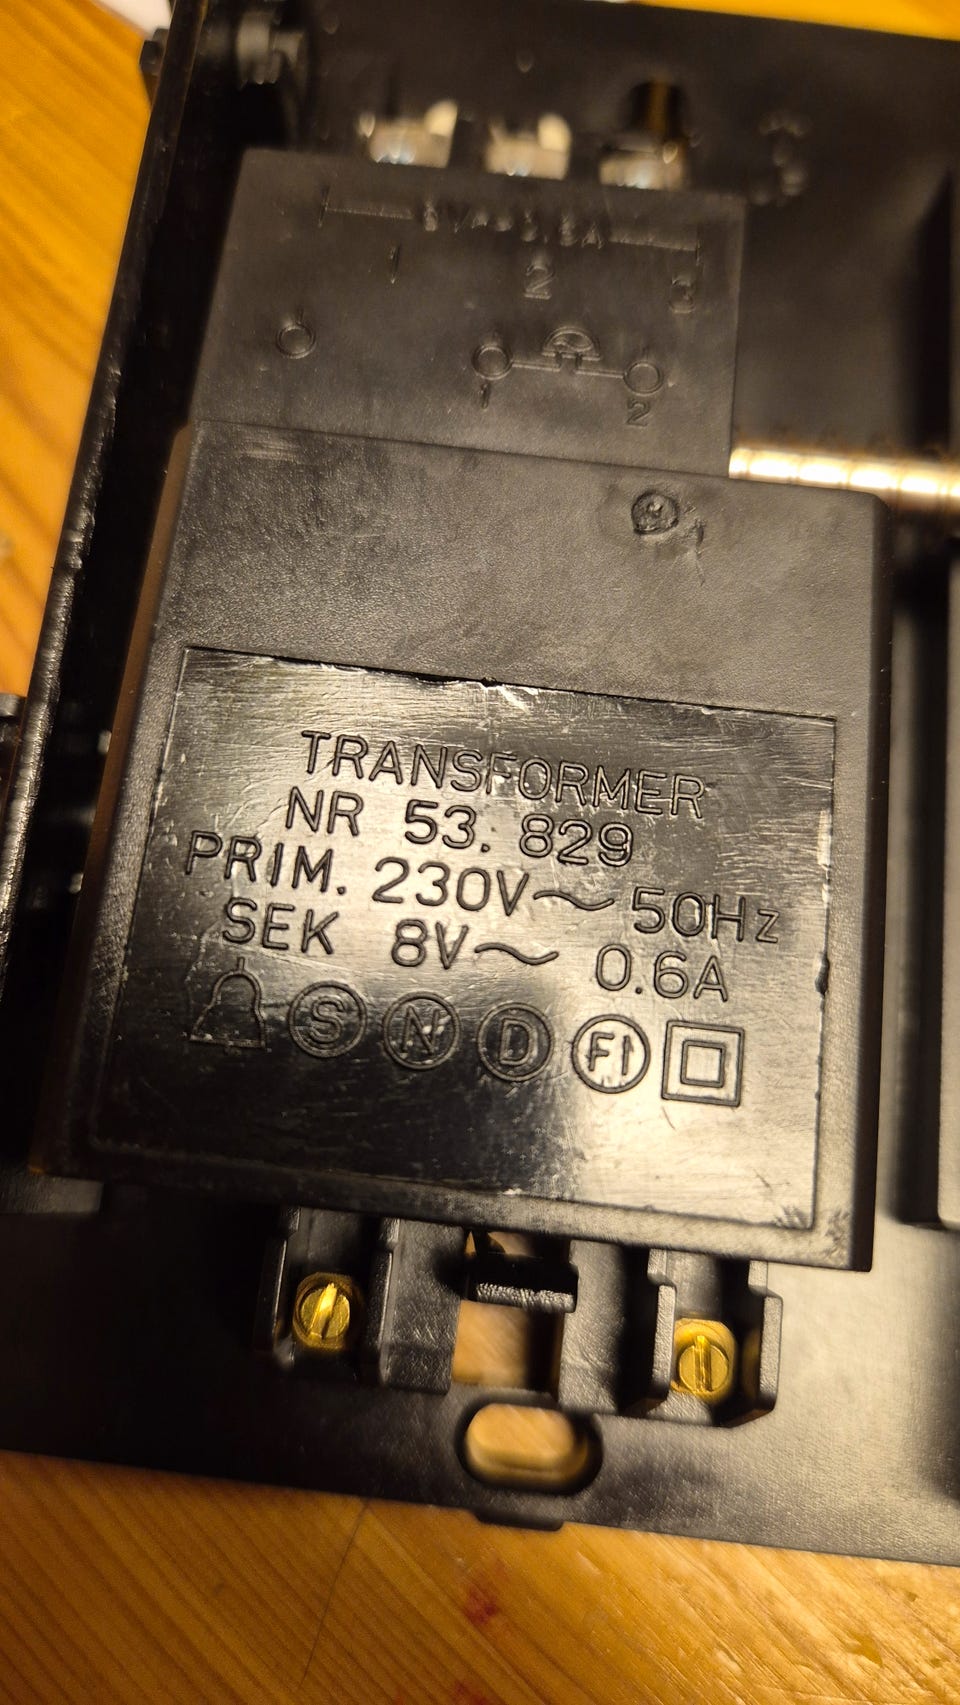 1 2 3
1 2
TRANSFORMER
NR 53. 829
PRIM. 230V~ 50Hz
SEK 8V~ 0.6A
S N D FI